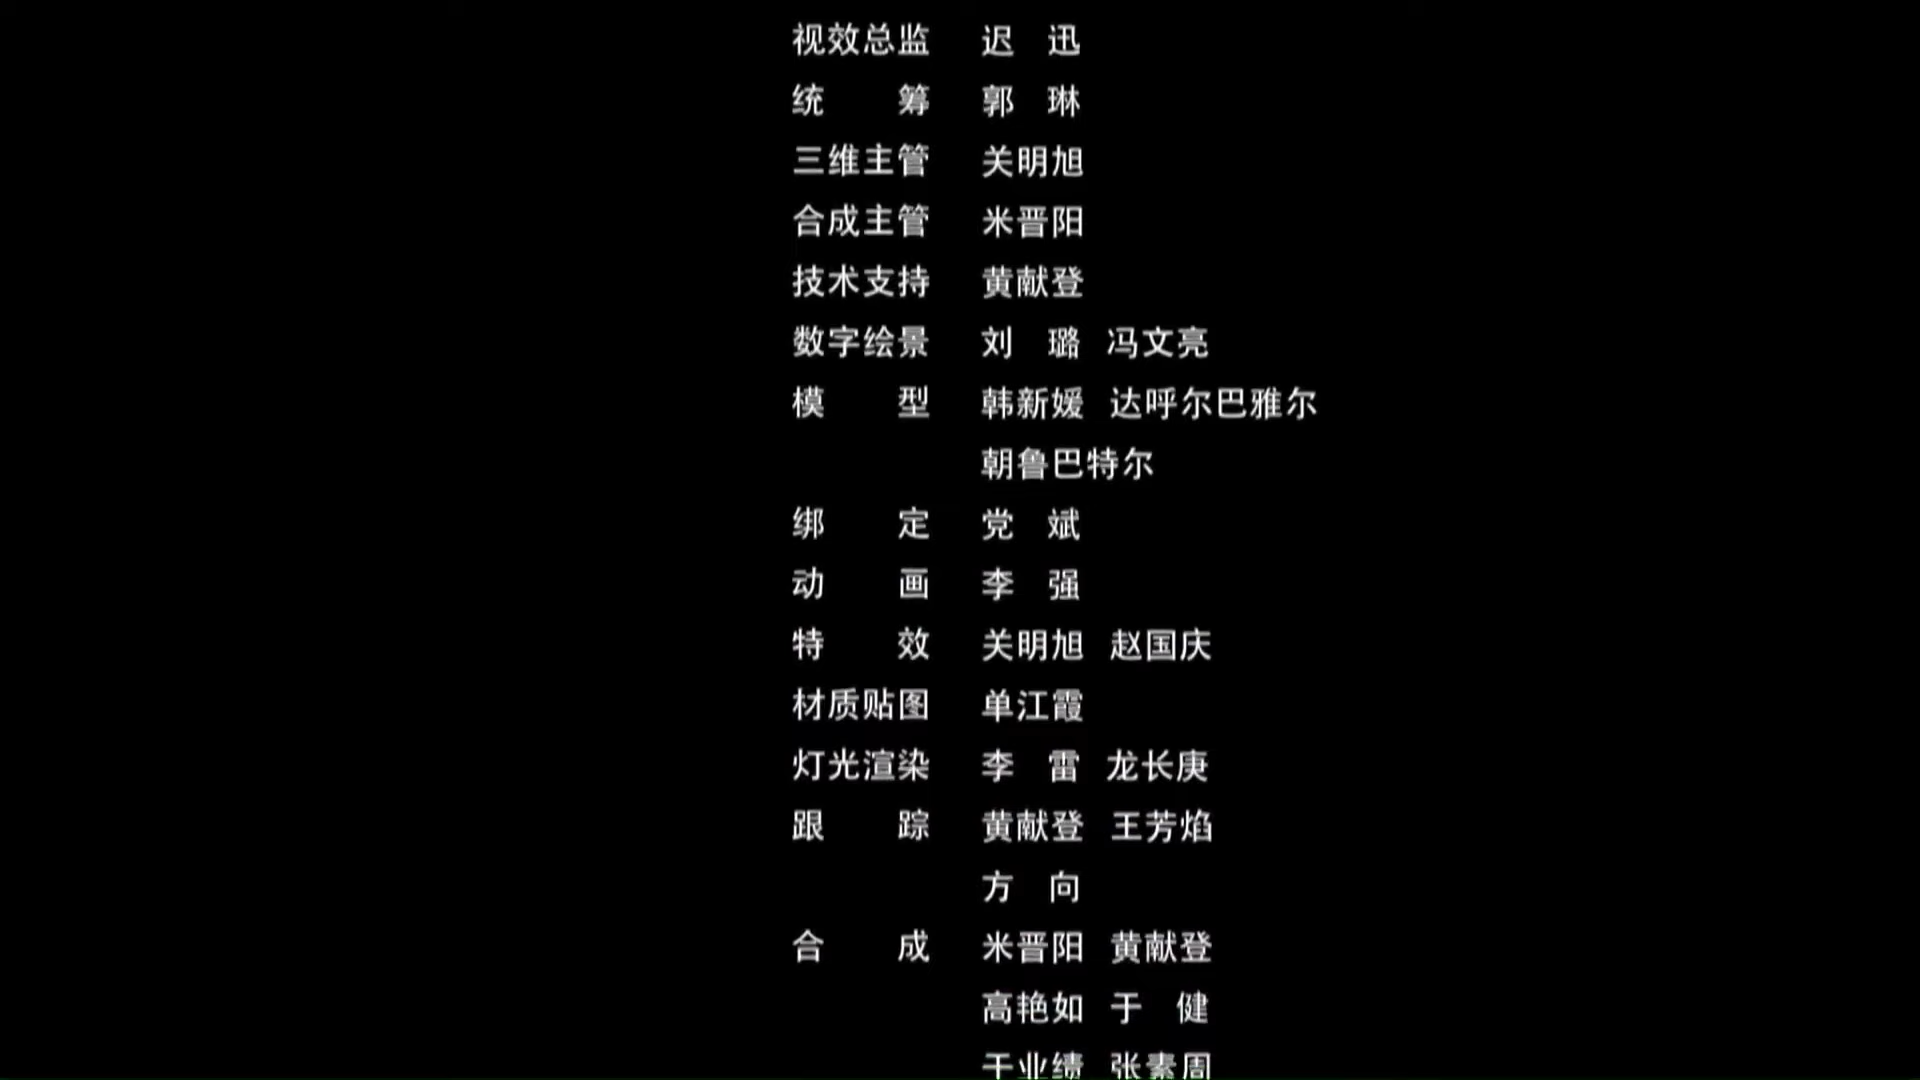 视效总监 迟 迅
统 筹 郭 琳
三维主管 关明旭
合成主管 米晋阳
技术支持 黄献登
数字绘景 刘 璐 冯文亮
模 型 韩新媛 达呼尔巴雅尔
朝鲁巴特尔
绑 定 党 斌
动 画 李 强
特 效 关明旭 赵国庆
材质贴图 单江霞
灯光渲染 李 雷 龙长庚
跟 踪 黄献登 王芳焰
方 向
合 成 米晋阳 黄献登
高艳如 于 健
张素周